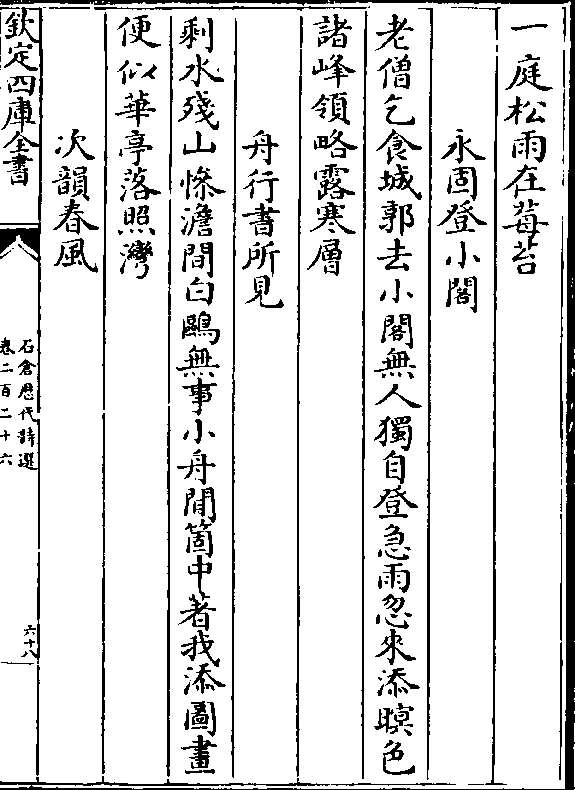 一庭松雨在莓苔
永固登小閣
老僧乞食城郭去小閣無人獨自登急雨忽來添暝色
諸峰領略露寒層
舟行書所見
剰水殘山慘澹間白鷗無事小舟閒箇中著我添圖畫
便似華亭落照灣
次韻春風
欽定四庫全書
石倉歷代詩選
卷二百二十六
六十八